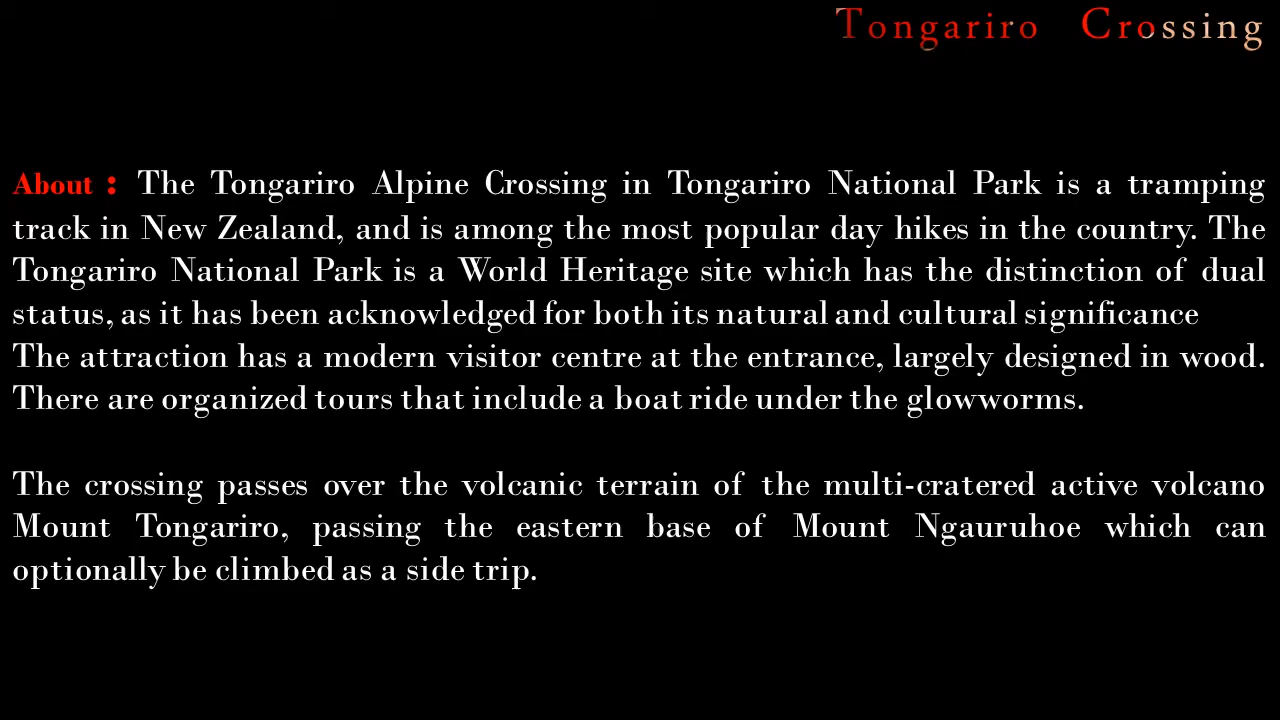 Tongariro Crossing
About : The Tongariro Alpine Crossing in Tongariro National Park is a tramping
track in New Zealand, and is among the most popular day hikes in the country. The
Tongariro National Park is a World Heritage site which has the distinction of dual
status, as it has been acknowledged for both its natural and cultural significance
The attraction has a modern visitor centre at the entrance, largely designed in wood.
There are organized tours that include a boat ride under the glowworms.
The crossing passes over the volcanic terrain of the multi-cratered active volcano
Mount Tongariro, passing the eastern base of Mount Ngauruhoe which can
optionally be climbed as a side trip.